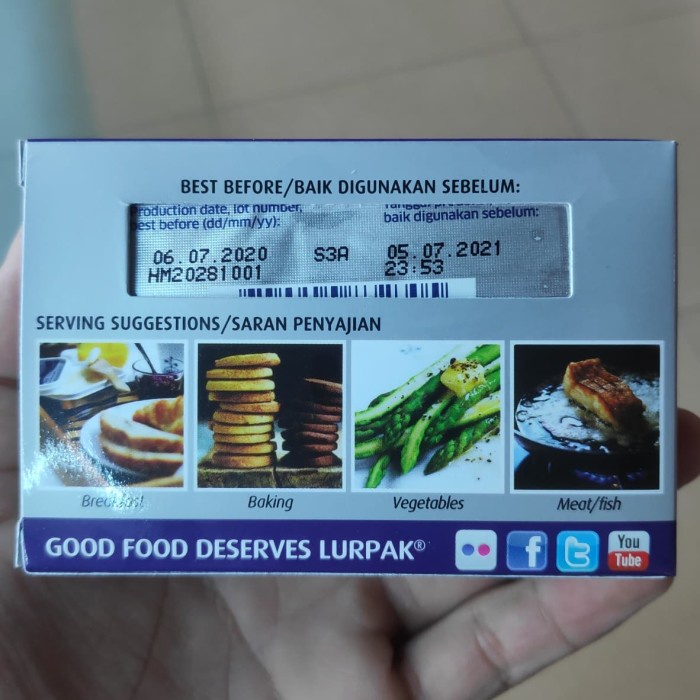 BEST BEFORE/BAIK DIGUNAKAN SEBELUM:
Production date, lot number,
best before (dd/mm/yy):
baik digunakan sebelum:
06.07.2020 S3A 05.07.2021
HM20281001 23:53
SERVING SUGGESTIONS/SARAN PENYAJIAN
Breakfast Baking Vegetables Meat/fish
GOOD FOOD DESERVES LURPAK®
You
Tube